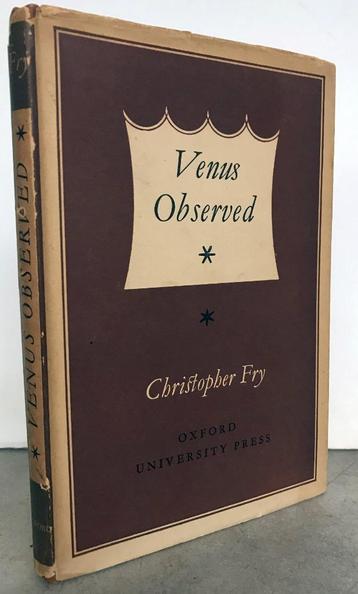 Fry
* VENUS OBSERVED *
Venus
Observed
*
*
Christopher Fry
OXFORD
UNIVERSITY PRESS